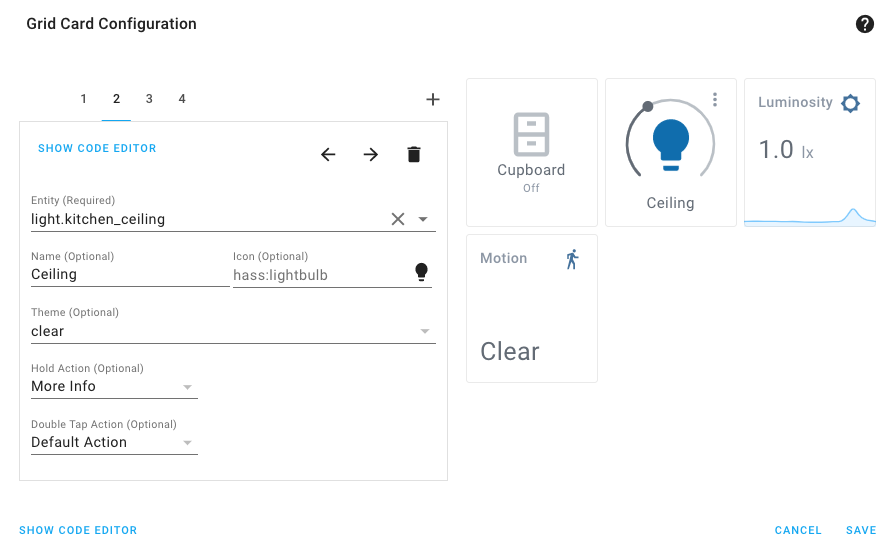 Grid Card Configuration
1 2 3 4
SHOW CODE EDITOR
Entity (Required)
light.kitchen_ceiling
Name (Optional)
Ceiling
Icon (Optional)
hass:lightbulb
Theme (Optional)
clear
Hold Action (Optional)
More Info
Double Tap Action (Optional)
Default Action
Cupboard
Off
Ceiling
Luminosity
1.0 lx
Motion
Clear
SHOW CODE EDITOR
CANCEL SAVE